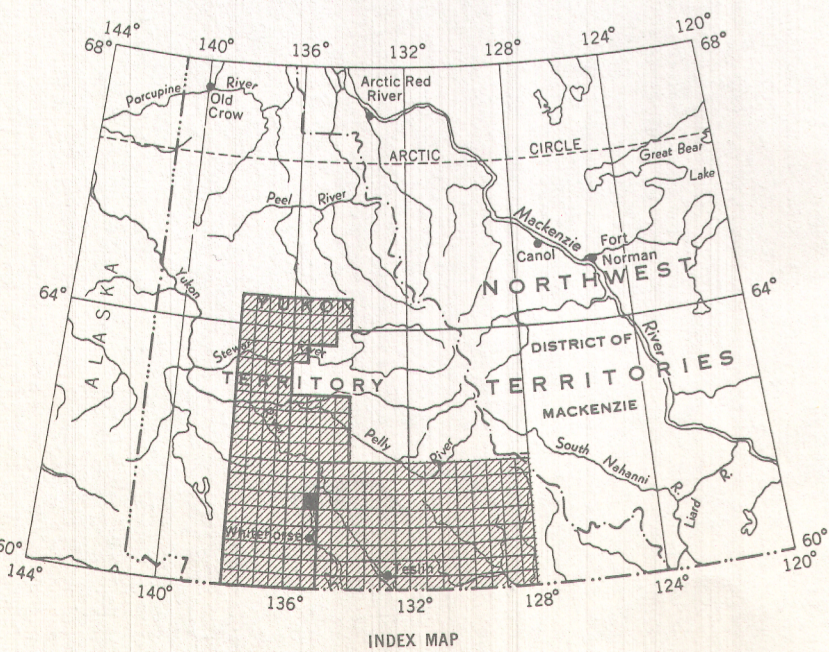 144°
140°
136°
132°
128°
124°
120°
68°
68°
Porcupine River
Old
Crow
Arctic Red
River
ARCTIC CIRCLE
Great Bear
Lake
Peel River
Mackenzie
Canol
Fort
Norman
Yukon
NORTHWEST
64°
64°
ALASKA
YUKON
Stewart River
TERRITORY
DISTRICT OF
TERRITORIES
MACKENZIE
River
Pelly
River
South
Nahanni
R.
Liard
R.
Whitehorse
Teslin
60°
60°
144°
140°
136°
132°
128°
124°
120°
INDEX MAP